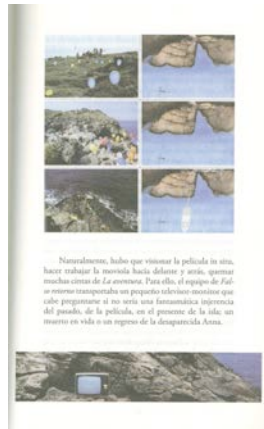 Naturalmente, hubo que visionar la película in situ,
hacer trabajar la moviola hacia delante y atrás, quemar
muchas cintas de La aventura. Para ello, el equipo de Fal-
so retorno transportaba un pequeño televisor-monitor que
cabe preguntarse si no sería una fantasmática injerencia
del pasado, de la película, en el presente de la isla; un
muerto en vida o un regreso de la desaparecida Anna.